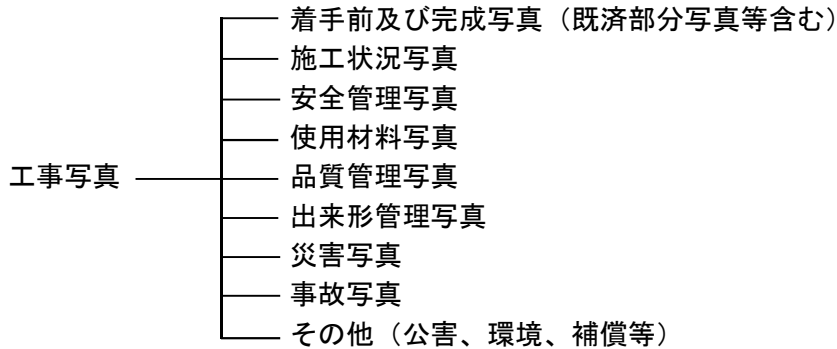 着手前及び完成写真（既済部分写真等含む）
施工状況写真
安全管理写真
使用材料写真
工事写真
品質管理写真
出来形管理写真
災害写真
事故写真
その他（公害、環境、補償等）